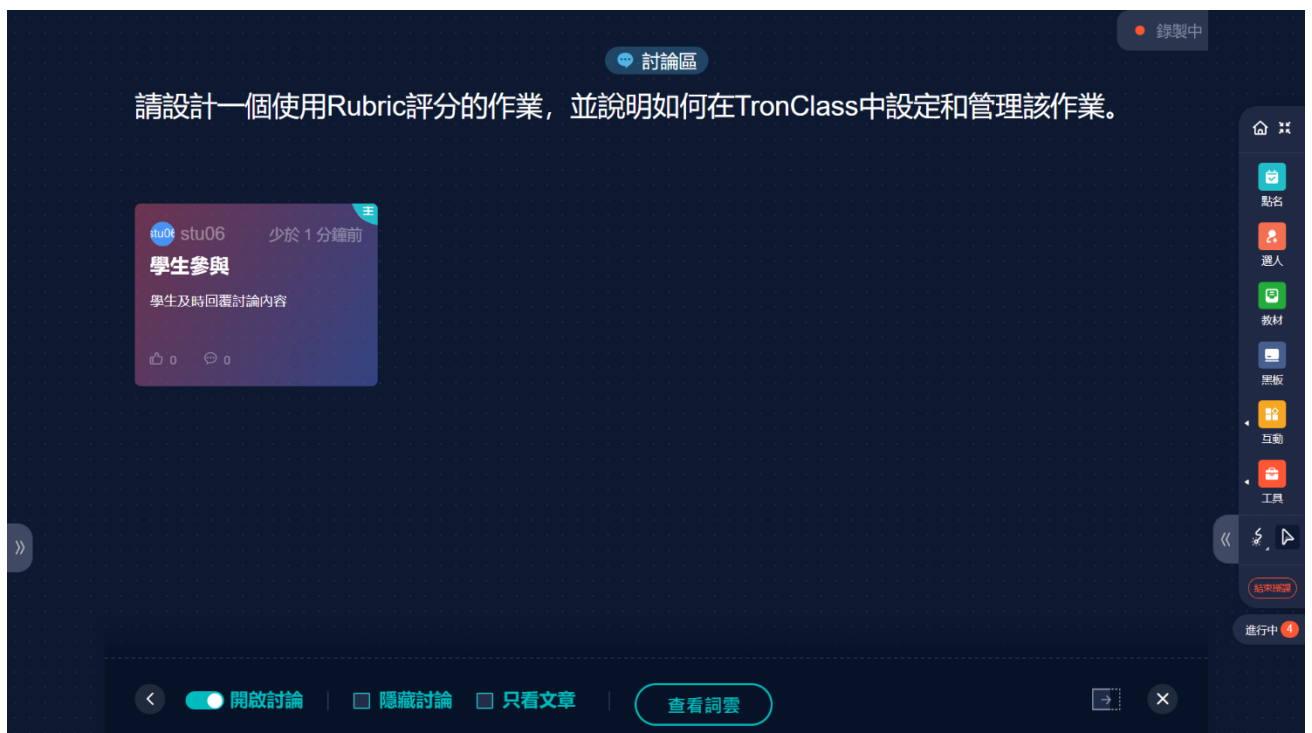 錄製中
討論區
請設計一個使用Rubric評分的作業，並說明如何在TronClass中設定和管理該作業。
主
stu06 stu06 少於 1 分鐘前
學生參與
學生及時回覆討論內容
0 0
點名
選人
教材
黑板
互動
工具
結束授課
進行中 4
開啟討論 隱藏討論 只看文章 查看詞雲